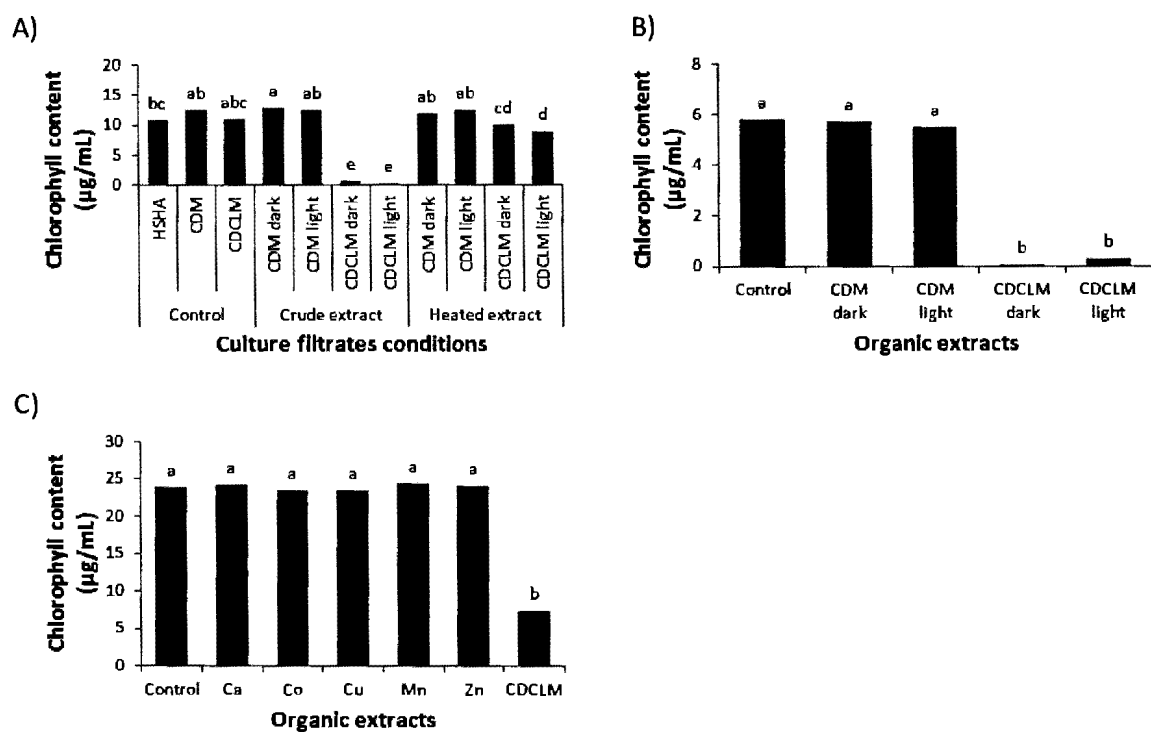 A)
Chlorophyll content
(µg/mL)
20
15
10
5
0
bc ab abc a ab e e ab ab cd d
HSHA
CDM
CDCLM
CDM dark
CDM light
CDCLM dark
CDCLM light
CDM dark
CDM light
CDCLM dark
CDCLM light
Control Crude extract Heated extract
Culture filtrates conditions
B)
Chlorophyll content
(µg/mL)
8
6
4
2
0
a a a b b
Control CDM dark CDM light CDCLM dark CDCLM light
Organic extracts
C)
Chlorophyll content
(µg/mL)
30
25
20
15
10
5
0
a a a a a a b
Control Ca Co Cu Mn Zn CDCLM
Organic extracts